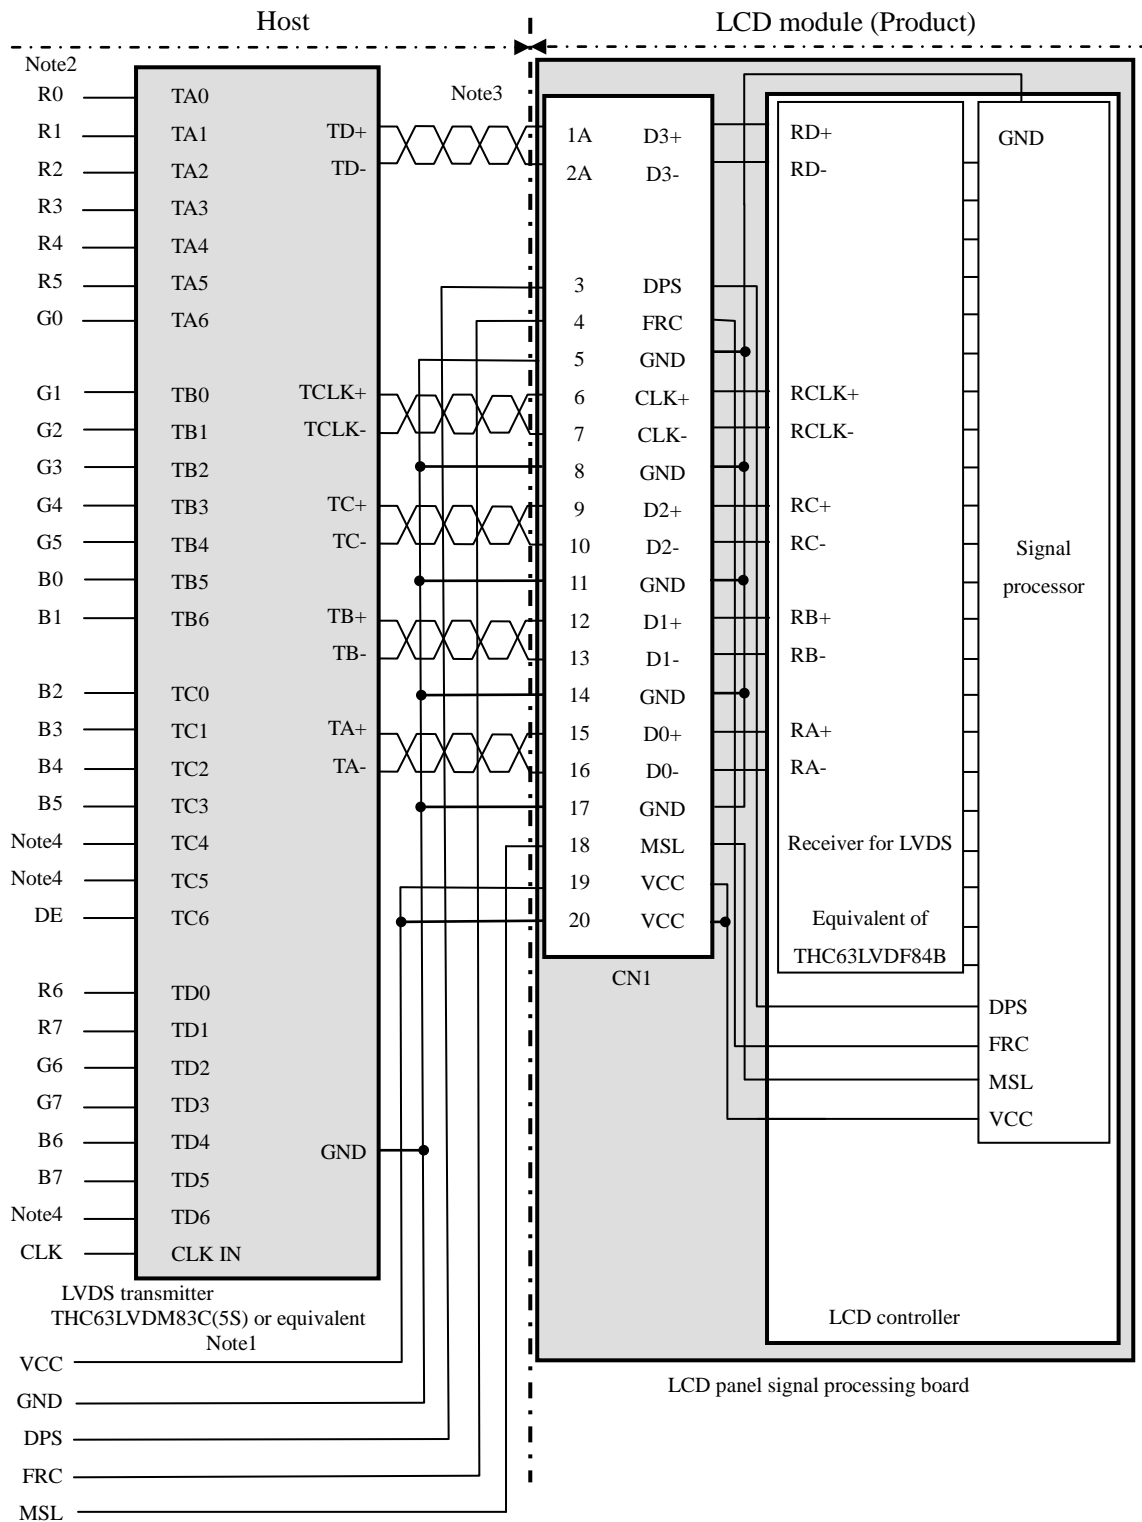 Host
LCD module (Product)
Note2
Note3
R0 TA0
R1 TA1
R2 TA2
R3 TA3
R4 TA4
R5 TA5
G0 TA6
G1 TB0
G2 TB1
G3 TB2
G4 TB3
G5 TB4
B0 TB5
B1 TB6
B2 TC0
B3 TC1
B4 TC2
B5 TC3
Note4 TC4
Note4 TC5
DE TC6
R6 TD0
R7 TD1
G6 TD2
G7 TD3
B6 TD4
B7 TD5
Note4 TD6
CLK CLK IN
TD+
TD-
TCLK+
TCLK-
TC+
TC-
TB+
TB-
TA+
TA-
GND
LVDS transmitter
THC63LVDM83C(5S) or equivalent
Note1
VCC
GND
DPS
FRC
MSL
1A D3+
2A D3-
3 DPS
4 FRC
5 GND
6 CLK+
7 CLK-
8 GND
9 D2+
10 D2-
11 GND
12 D1+
13 D1-
14 GND
15 D0+
16 D0-
17 GND
18 MSL
19 VCC
20 VCC
CN1
RD+
RD-
RCLK+
RCLK-
RC+
RC-
RB+
RB-
RA+
RA-
Receiver for LVDS
Equivalent of
THC63LVDF84B
GND
Signal
processor
DPS
FRC
MSL
VCC
LCD controller
LCD panel signal processing board